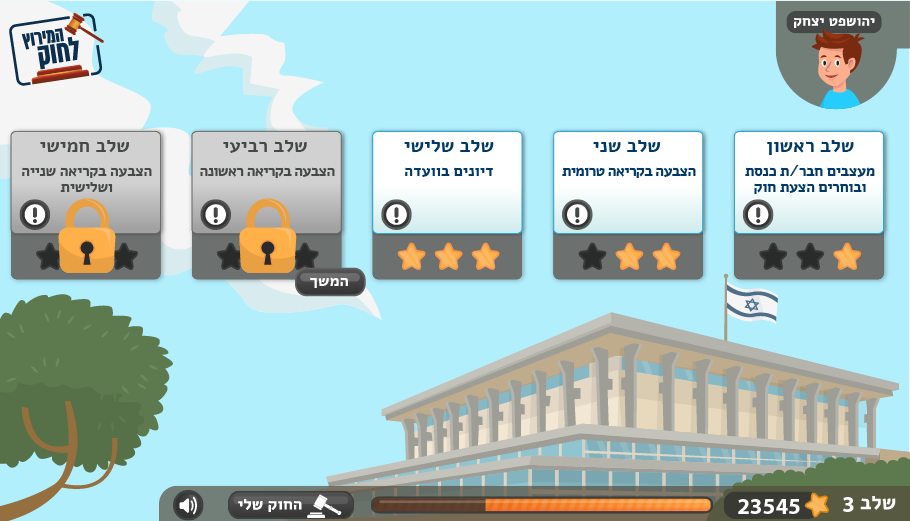 המירוץ
לחוק
יהושפט יצחק
שלב ראשון
מעצבים חבר/ת כנסת
ובוחרים הצעת חוק
שלב שני
הצבעה בקריאה טרומית
שלב שלישי
דיונים בוועדה
שלב רביעי
הצבעה בקריאה ראשונה
שלב חמישי
הצבעה בקריאה שנייה
ושלישית
המשך
שלב 3
23545
החוק שלי